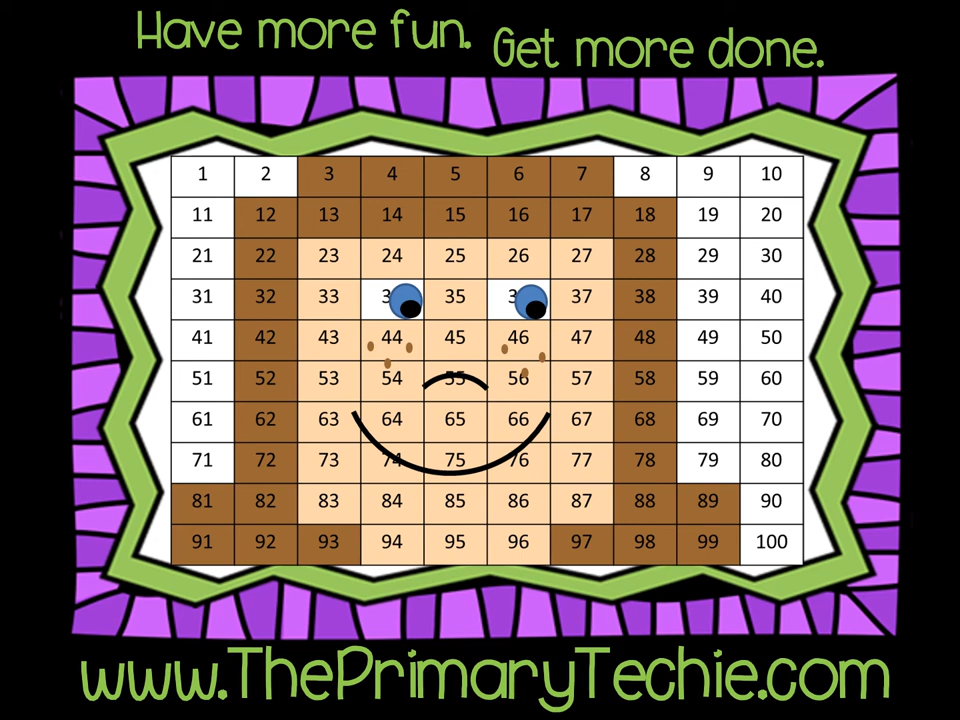 Have more fun. Get more done.
1 2 3 4 5 6 7 8 9 10
11 12 13 14 15 16 17 18 19 20
21 22 23 24 25 26 27 28 29 30
31 32 33 3 35 3 37 38 39 40
41 42 43 44 45 46 47 48 49 50
51 52 53 54 55 56 57 58 59 60
61 62 63 64 65 66 67 68 69 70
71 72 73 74 75 76 77 78 79 80
81 82 83 84 85 86 87 88 89 90
91 92 93 94 95 96 97 98 99 100
www.ThePrimaryTechie.com